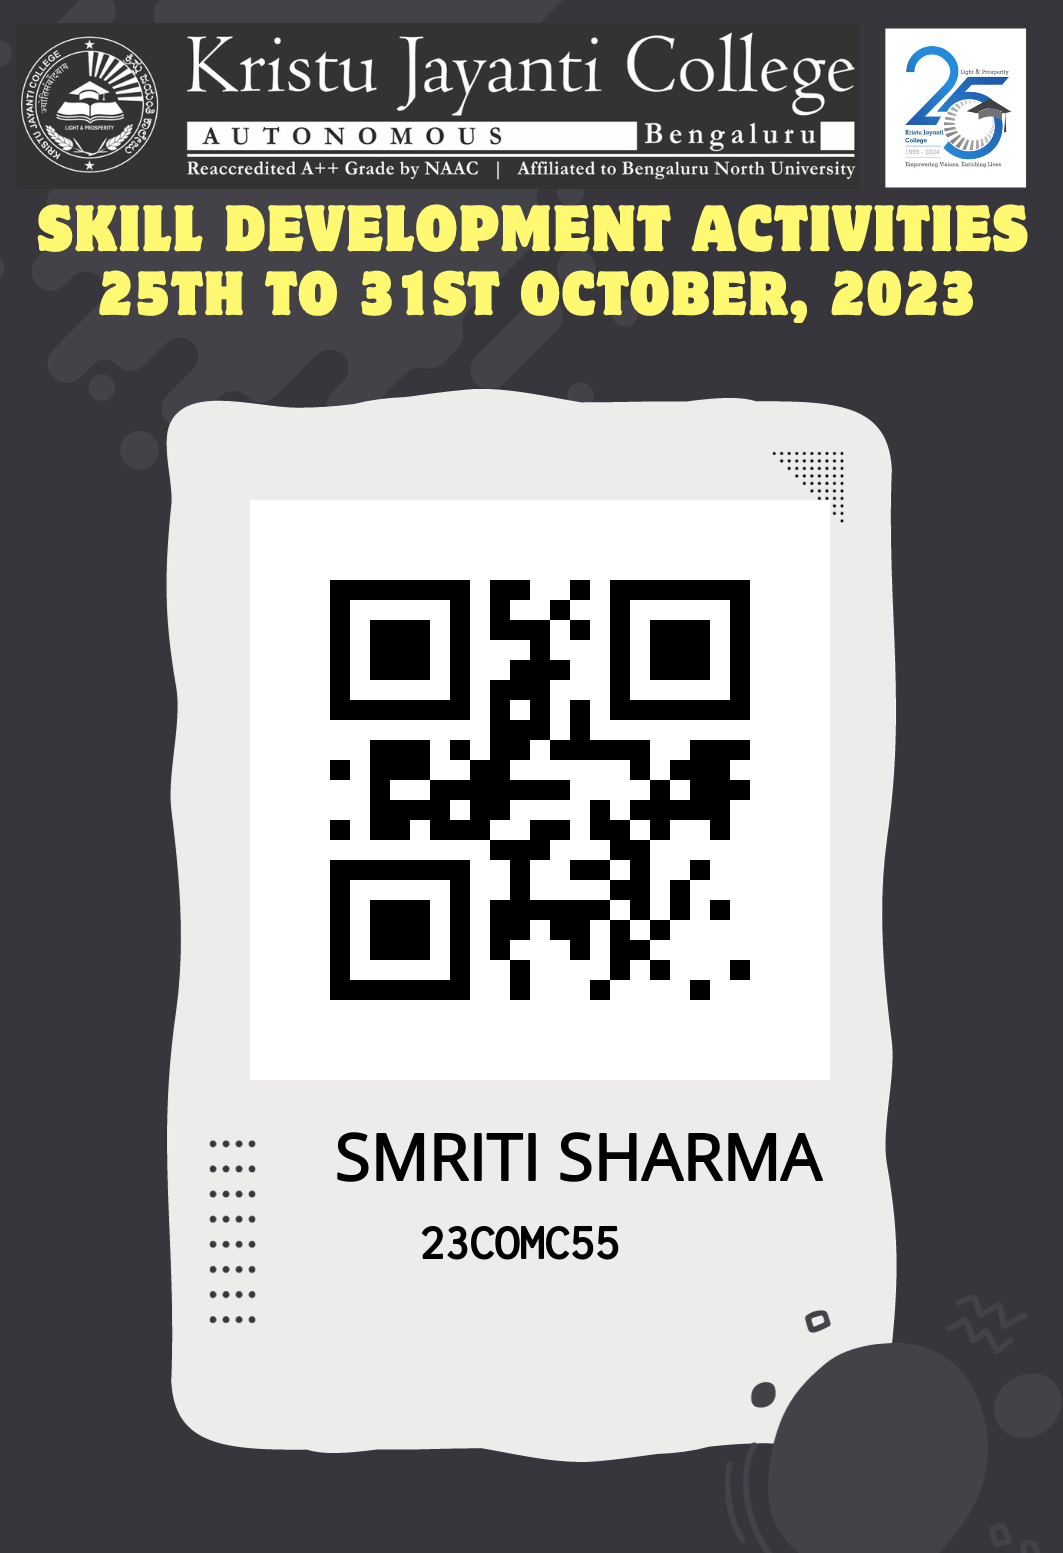 Kristu Jayanti College
AUTONOMOUS Bengaluru
Reaccredited A++ Grade by NAAC | Affiliated to Bengaluru North University
KRISTU JAYANTI COLLEGE
LIGHT & PROSPERITY
25
Light & Prosperity
Kristu Jayanti
College
1999 - 2024
Empowering Visions. Enriching Lives
SKILL DEVELOPMENT ACTIVITIES
25TH TO 31ST OCTOBER, 2023
SMRITI SHARMA
23COMC55